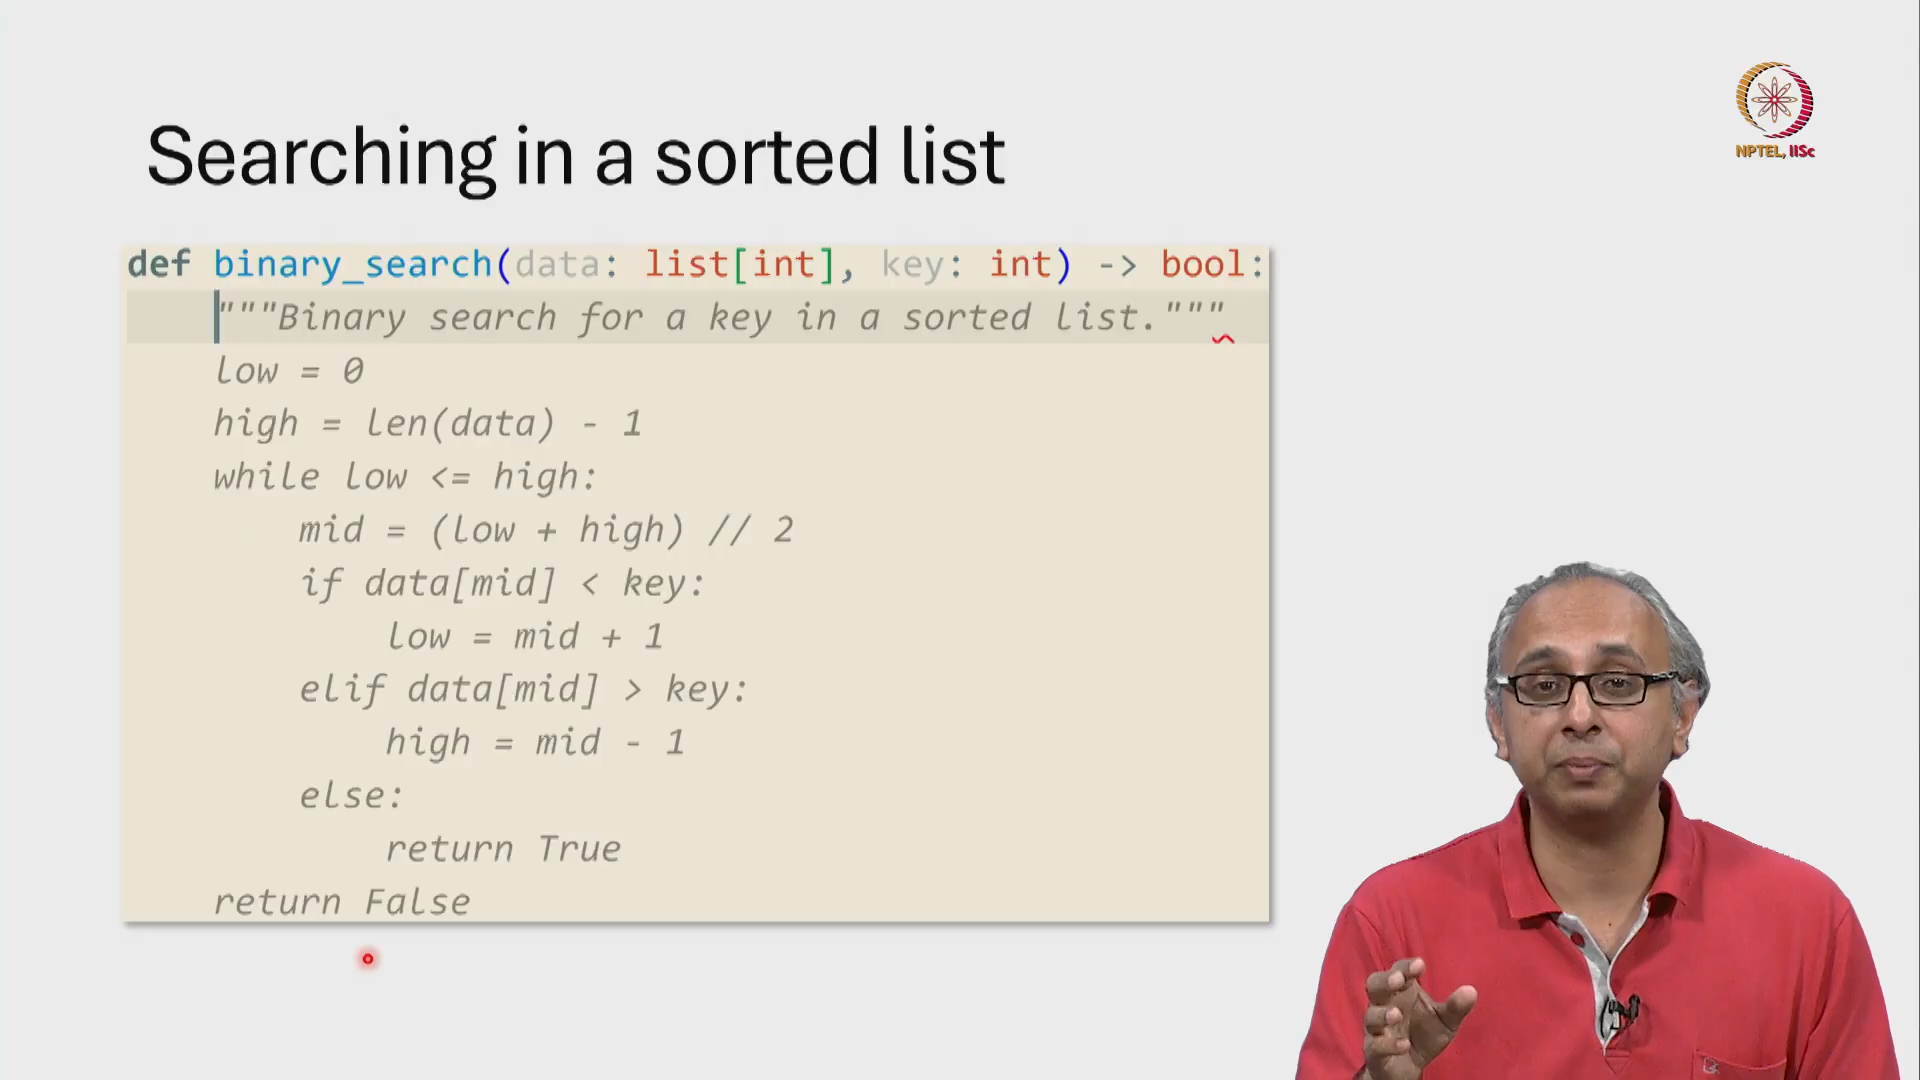 NPTEL, IISc
Searching in a sorted list
def binary_search(data: list[int], key: int) -> bool:
    """Binary search for a key in a sorted list."""
    low = 0
    high = len(data) - 1
    while low <= high:
        mid = (low + high) // 2
        if data[mid] < key:
            low = mid + 1
        elif data[mid] > key:
            high = mid - 1
        else:
            return True
    return False